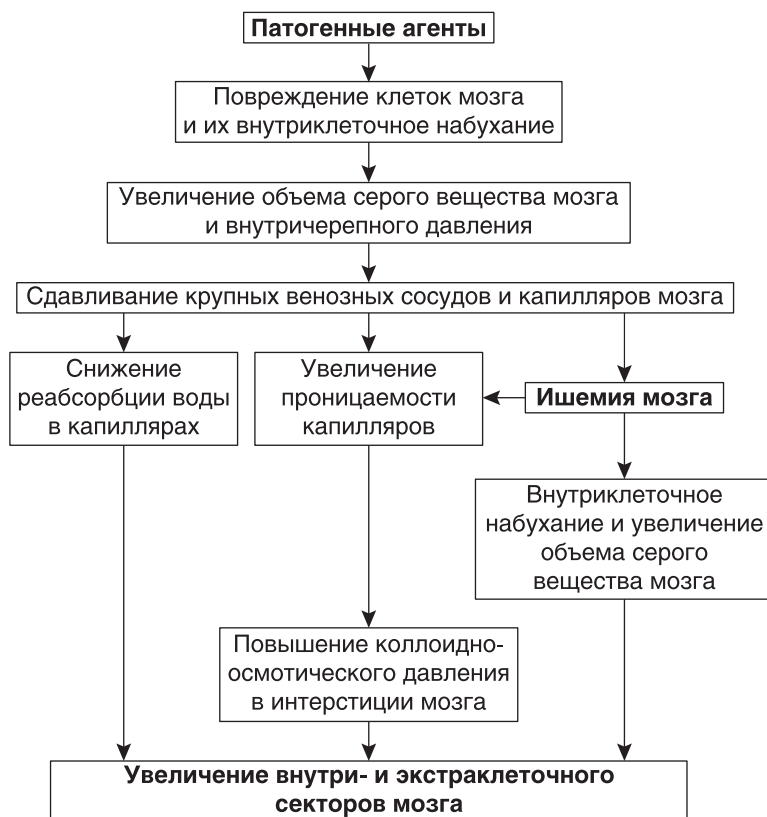 Патогенные агенты
Повреждение клеток мозга
и их внутриклеточное набухание
Увеличение объема серого вещества мозга
и внутричерепного давления
Сдавливание крупных венозных сосудов и капилляров мозга
Снижение
реабсорбции воды
в капиллярах
Увеличение
проницаемости
капилляров
Ишемия мозга
Внутриклеточное
набухание и увеличение
объема серого
вещества мозга
Повышение коллоидно-
осмотического давления
в интерстиции мозга
Увеличение внутри- и экстраклеточного
секторов мозга